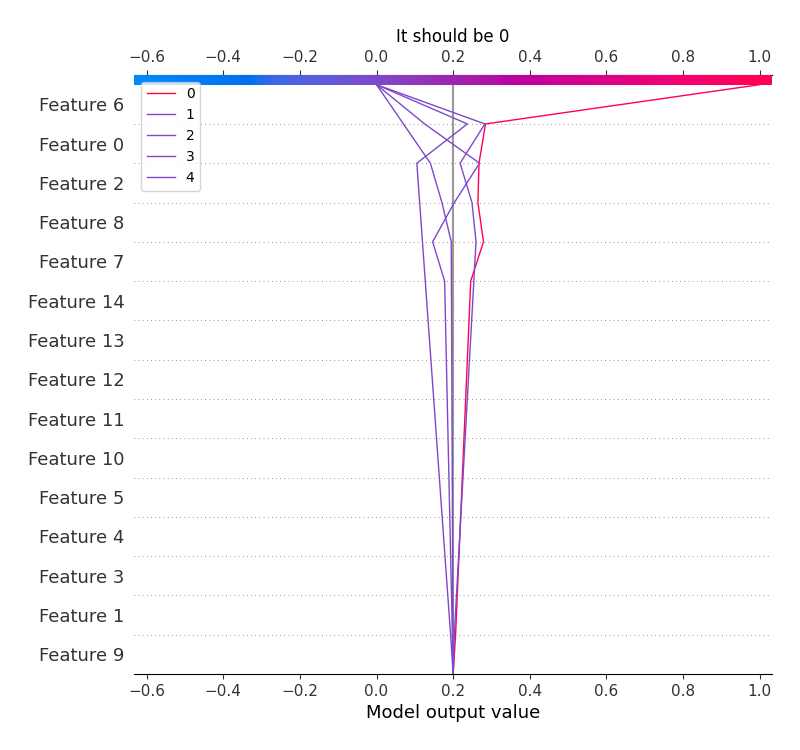 It should be 0
−0.6 −0.4 −0.2 0.0 0.2 0.4 0.6 0.8 1.0
0
1
2
3
4
Feature 6
Feature 0
Feature 2
Feature 8
Feature 7
Feature 14
Feature 13
Feature 12
Feature 11
Feature 10
Feature 5
Feature 4
Feature 3
Feature 1
Feature 9
−0.6 −0.4 −0.2 0.0 0.2 0.4 0.6 0.8 1.0
Model output value